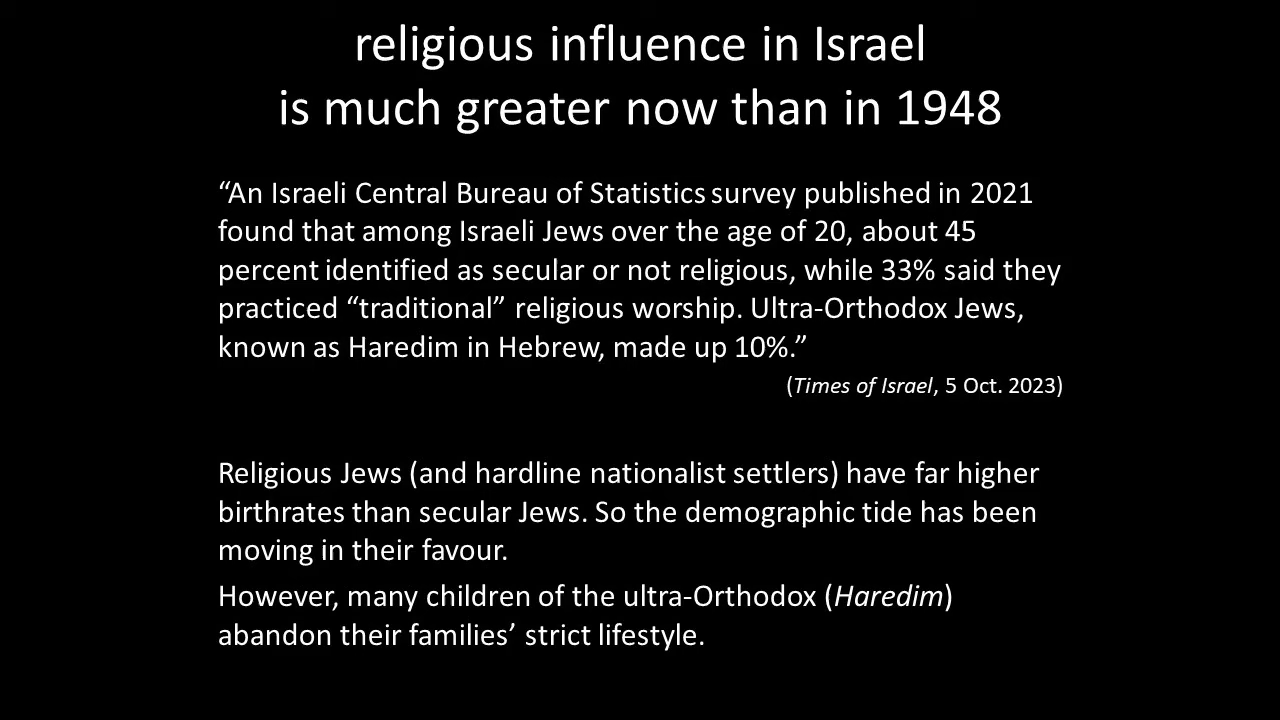 religious influence in Israel
is much greater now than in 1948
“An Israeli Central Bureau of Statistics survey published in 2021
found that among Israeli Jews over the age of 20, about 45
percent identified as secular or not religious, while 33% said they
practiced “traditional” religious worship. Ultra-Orthodox Jews,
known as Haredim in Hebrew, made up 10%.”
(Times of Israel, 5 Oct. 2023)
Religious Jews (and hardline nationalist settlers) have far higher
birthrates than secular Jews. So the demographic tide has been
moving in their favour.
However, many children of the ultra-Orthodox (Haredim)
abandon their families’ strict lifestyle.